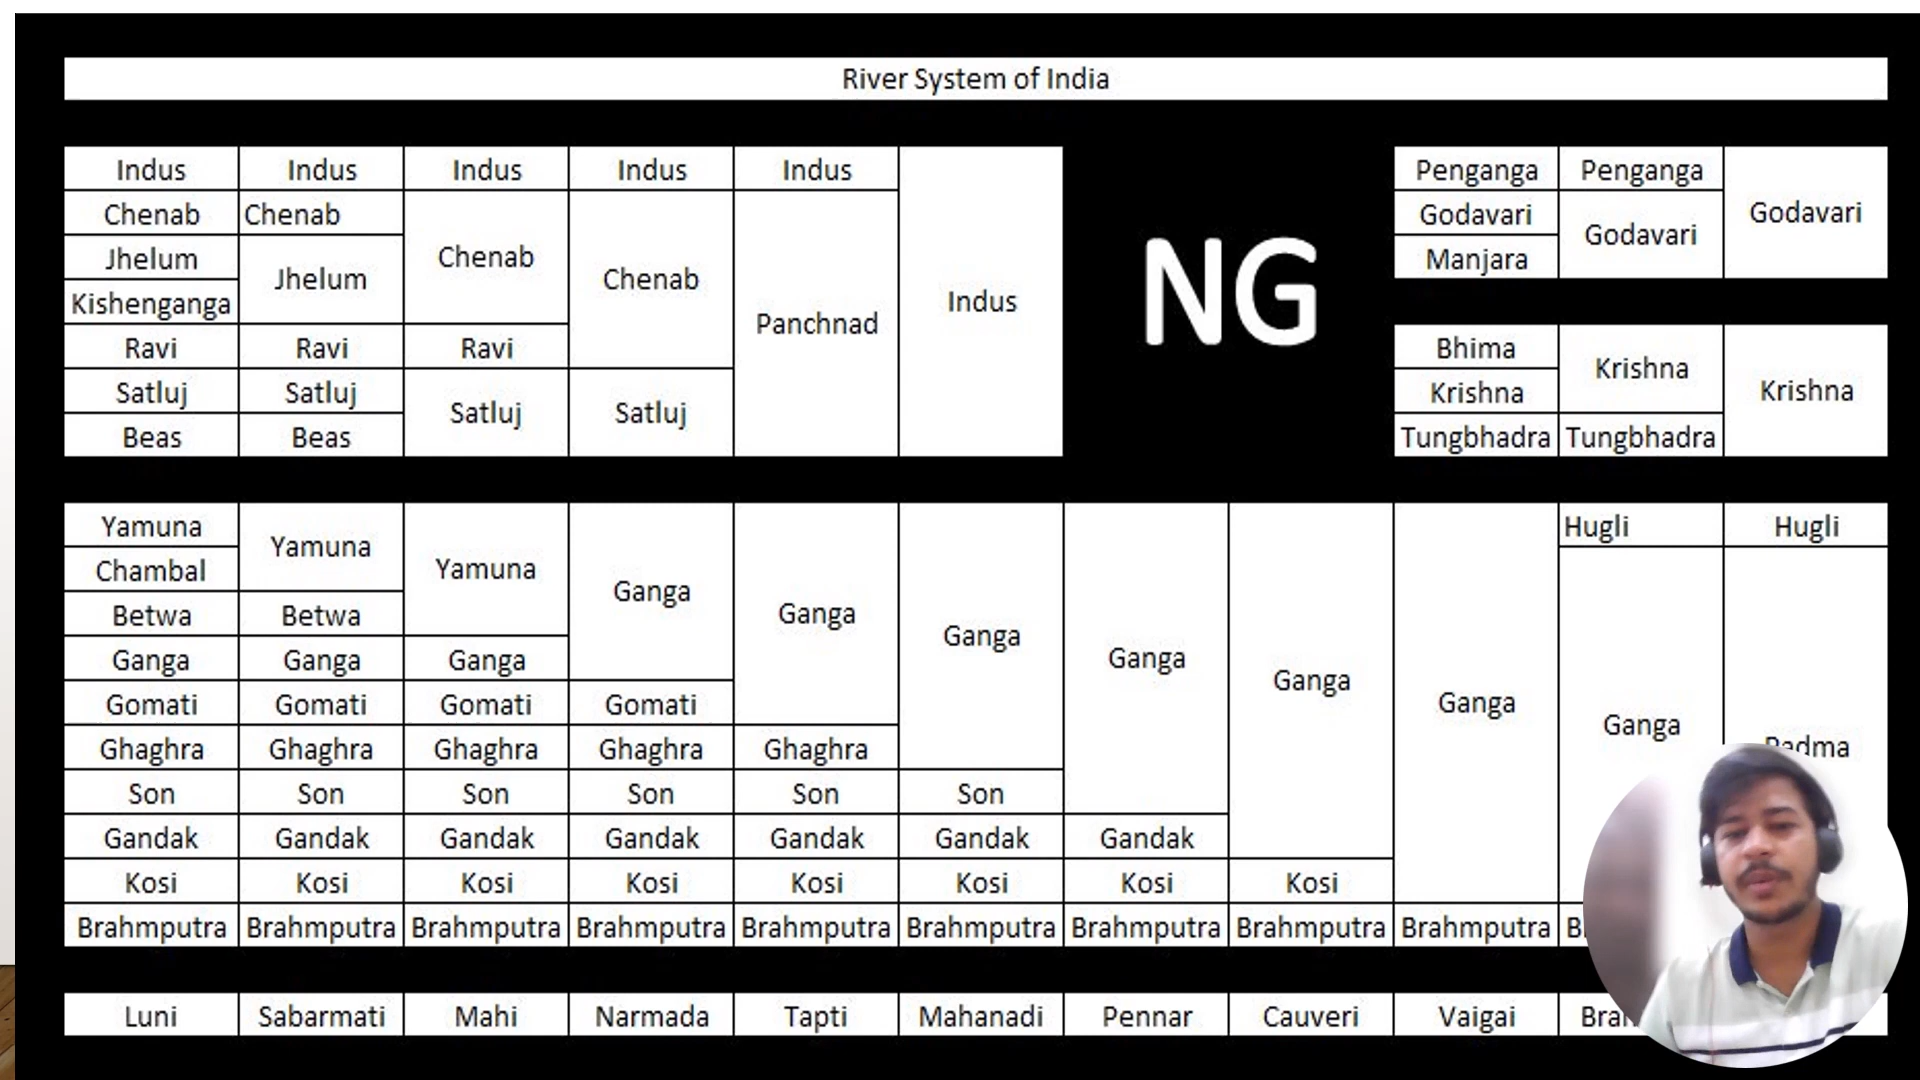 River System of India
Indus Indus Indus Indus Indus Indus
Chenab Chenab Chenab Chenab Panchnad
Jhelum Jhelum
Kishenganga
Ravi Ravi Ravi
Satluj Satluj Satluj Satluj
Beas Beas
NG
Penganga Penganga Godavari
Godavari Godavari
Manjara
Bhima Krishna Krishna
Krishna
Tungbhadra Tungbhadra
Yamuna Yamuna Yamuna Ganga Ganga Ganga Ganga Ganga Ganga Hugli Hugli
Chambal Ganga Padma
Betwa Betwa
Ganga Ganga Ganga
Gomati Gomati Gomati Gomati
Ghaghra Ghaghra Ghaghra Ghaghra Ghaghra
Son Son Son Son Son Son
Gandak Gandak Gandak Gandak Gandak Gandak Gandak
Kosi Kosi Kosi Kosi Kosi Kosi Kosi Kosi
Brahmputra Brahmputra Brahmputra Brahmputra Brahmputra Brahmputra Brahmputra Brahmputra Brahmputra
Luni Sabarmati Mahi Narmada Tapti Mahanadi Pennar Cauveri Vaigai